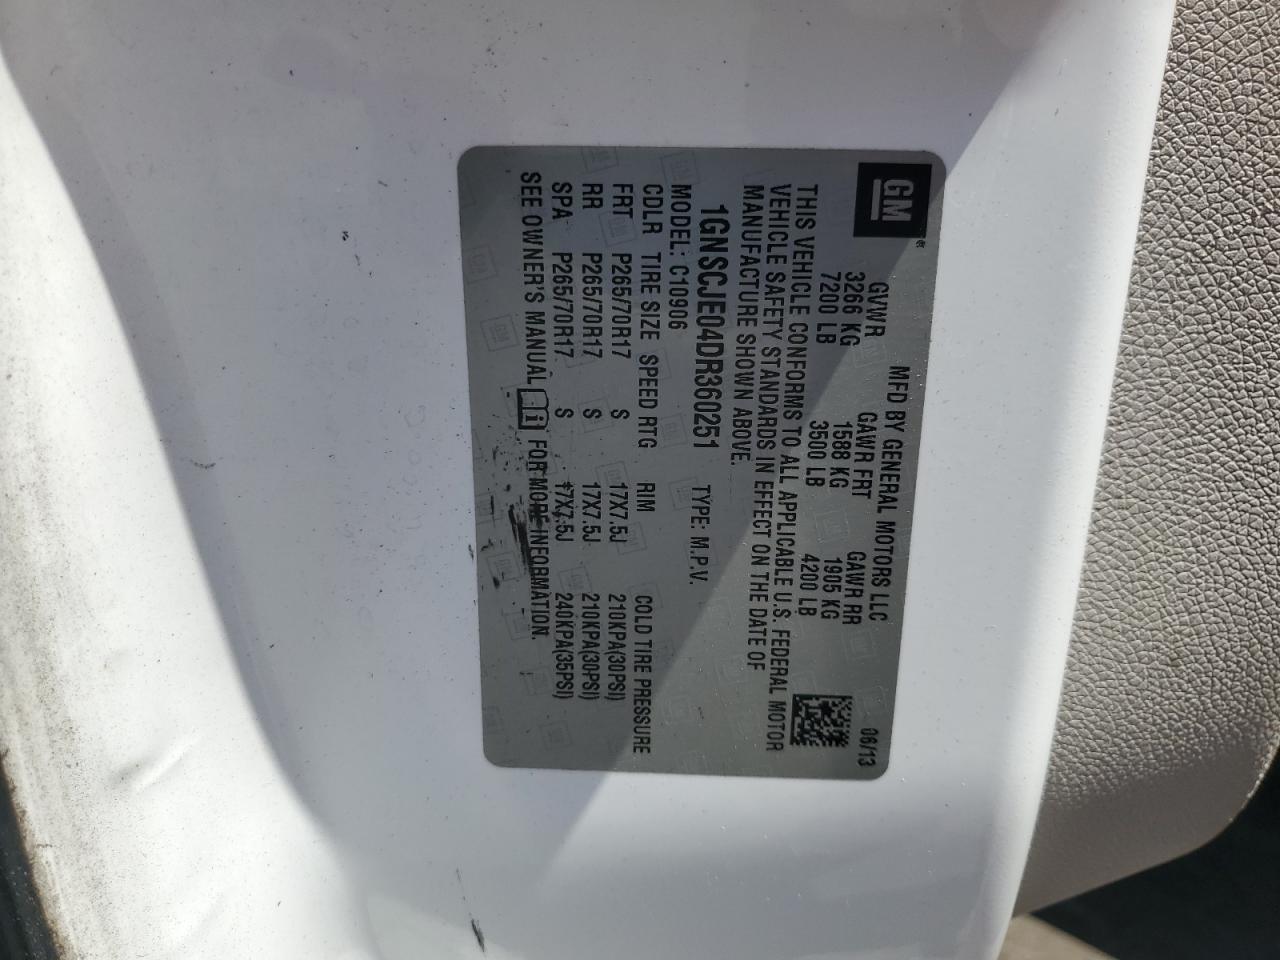 GM
MFD BY GENERAL MOTORS LLC 06/13
GVWR GAWR FRT GAWR RR
3266 KG 1588 KG 1905 KG
7200 LB 3500 LB 4200 LB
THIS VEHICLE CONFORMS TO ALL APPLICABLE U.S. FEDERAL MOTOR
VEHICLE SAFETY STANDARDS IN EFFECT ON THE DATE OF
MANUFACTURE SHOWN ABOVE.
1GNSCJE04DR360251 TYPE: M.P.V.
MODEL: C10906
CDLR TIRE SIZE SPEED RTG RIM COLD TIRE PRESSURE
FRT P265/70R17 S 17X7.5J 210KPA(30PSI)
RR P265/70R17 S 17X7.5J 210KPA(30PSI)
SPA P265/70R17 S 17X7.5J 240KPA(35PSI)
SEE OWNER'S MANUAL i FOR MORE INFORMATION.